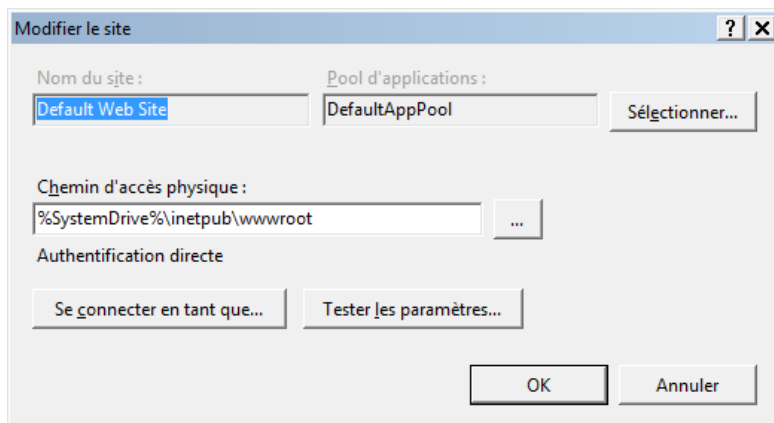 Modifier le site
?
Nom du site :
Pool d'applications :
Default Web Site
DefaultAppPool
Sélectionner...
Chemin d'accès physique :
%SystemDrive%\inetpub\wwwroot
...
Authentification directe
Se connecter en tant que...
Tester les paramètres...
OK
Annuler